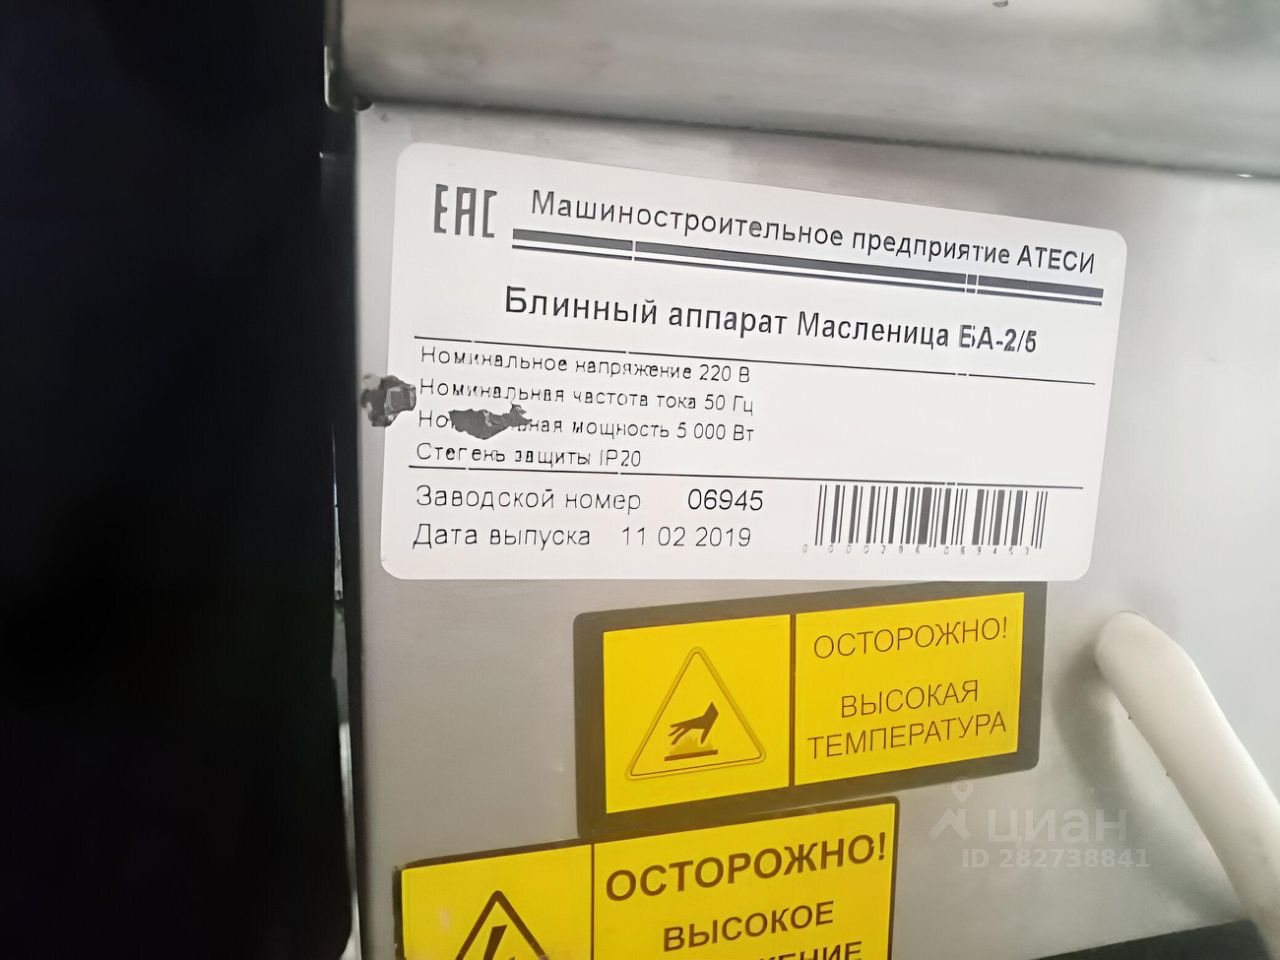 EAC Машиностроительное предприятие АТЕСИ
Блинный аппарат Масленица БА-2/5
Номинальное напряжение 220 В
Номинальная частота тока 50 Гц
мощность 5 000 Вт
Степень защиты IP20
Заводской номер 06945
Дата выпуска 11 02 2019
ОСТОРОЖНО!
ВЫСОКАЯ
ТЕМПЕРАТУРА
циан
ID 282738841
ОСТОРОЖНО!
ВЫСОКОЕ